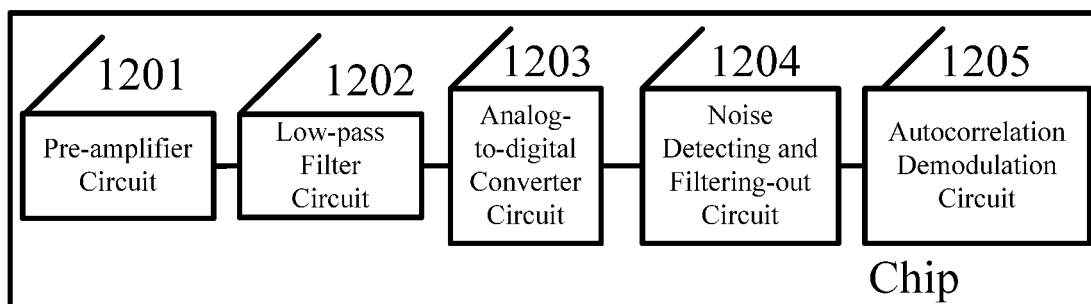 1201
Pre-amplifier
Circuit
1202
Low-pass
Filter
Circuit
1203
Analog-
to-digital
Converter
Circuit
1204
Noise
Detecting and
Filtering-out
Circuit
1205
Autocorrelation
Demodulation
Circuit
Chip